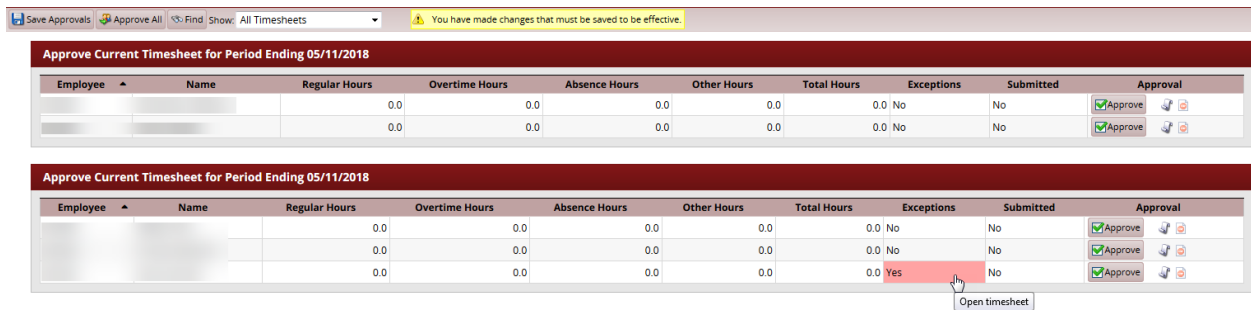 Save Approvals Approve All Find Show: All Timesheets You have made changes that must be saved to be effective.
Approve Current Timesheet for Period Ending 05/11/2018
Employee Name Regular Hours Overtime Hours Absence Hours Other Hours Total Hours Exceptions Submitted Approval
0.0 0.0 0.0 0.0 0.0 No No Approve
0.0 0.0 0.0 0.0 0.0 No No Approve
Approve Current Timesheet for Period Ending 05/11/2018
Employee Name Regular Hours Overtime Hours Absence Hours Other Hours Total Hours Exceptions Submitted Approval
0.0 0.0 0.0 0.0 0.0 No No Approve
0.0 0.0 0.0 0.0 0.0 No No Approve
0.0 0.0 0.0 0.0 0.0 Yes No Approve
Open timesheet